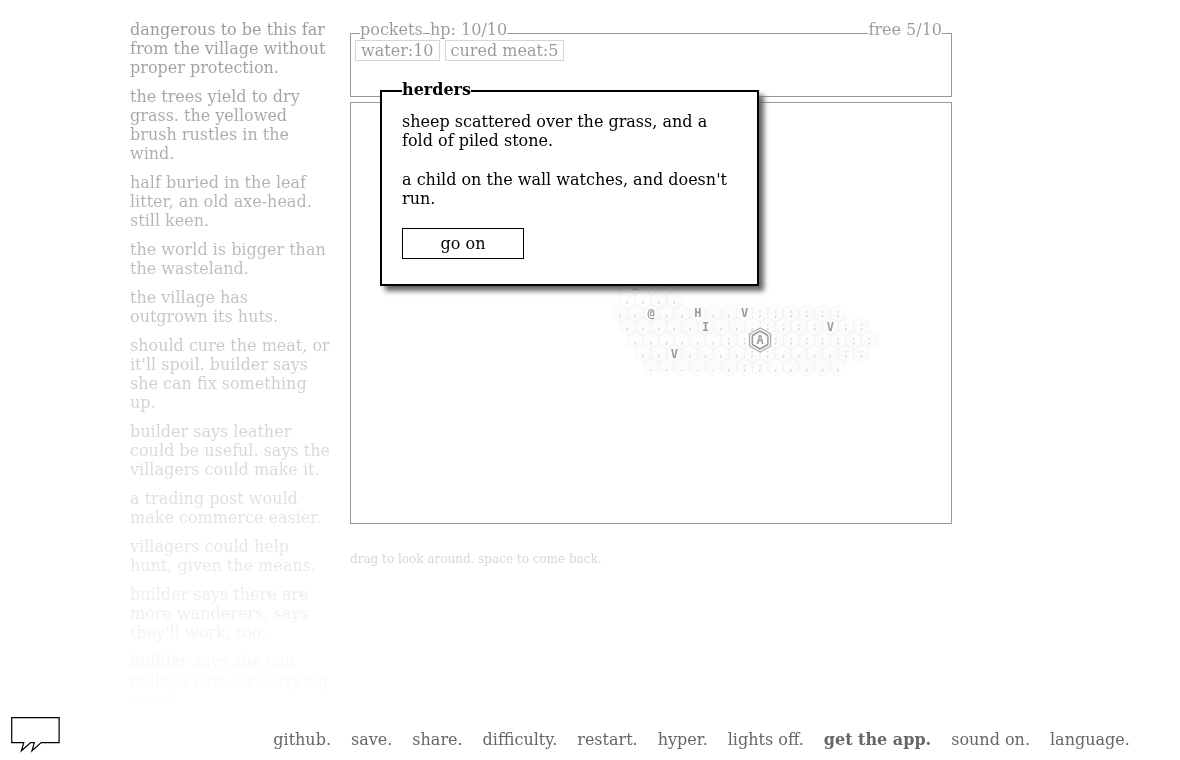 dangerous to be this far
from the village without
proper protection.
the trees yield to dry
grass. the yellowed
brush rustles in the
wind.
half buried in the leaf
litter, an old axe-head.
still keen.
the world is bigger than
the wasteland.
the village has
outgrown its huts.
should cure the meat, or
it'll spoil. builder says
she can fix something
up.
builder says leather
could be useful. says the
villagers could make it.
a trading post would
make commerce easier.
villagers could help
hunt, given the means.
builder says there are
more wanderers. says
they'll work, too.
builder says she can
make a cart for carrying
wood.
pockets hp: 10/10 free 5/10
water:10 cured meat:5
herders
sheep scattered over the grass, and a
fold of piled stone.
a child on the wall watches, and doesn't
run.
go on
@ H V
I V
A
V
drag to look around. space to come back.
github. save. share. difficulty. restart. hyper. lights off. get the app. sound on. language.